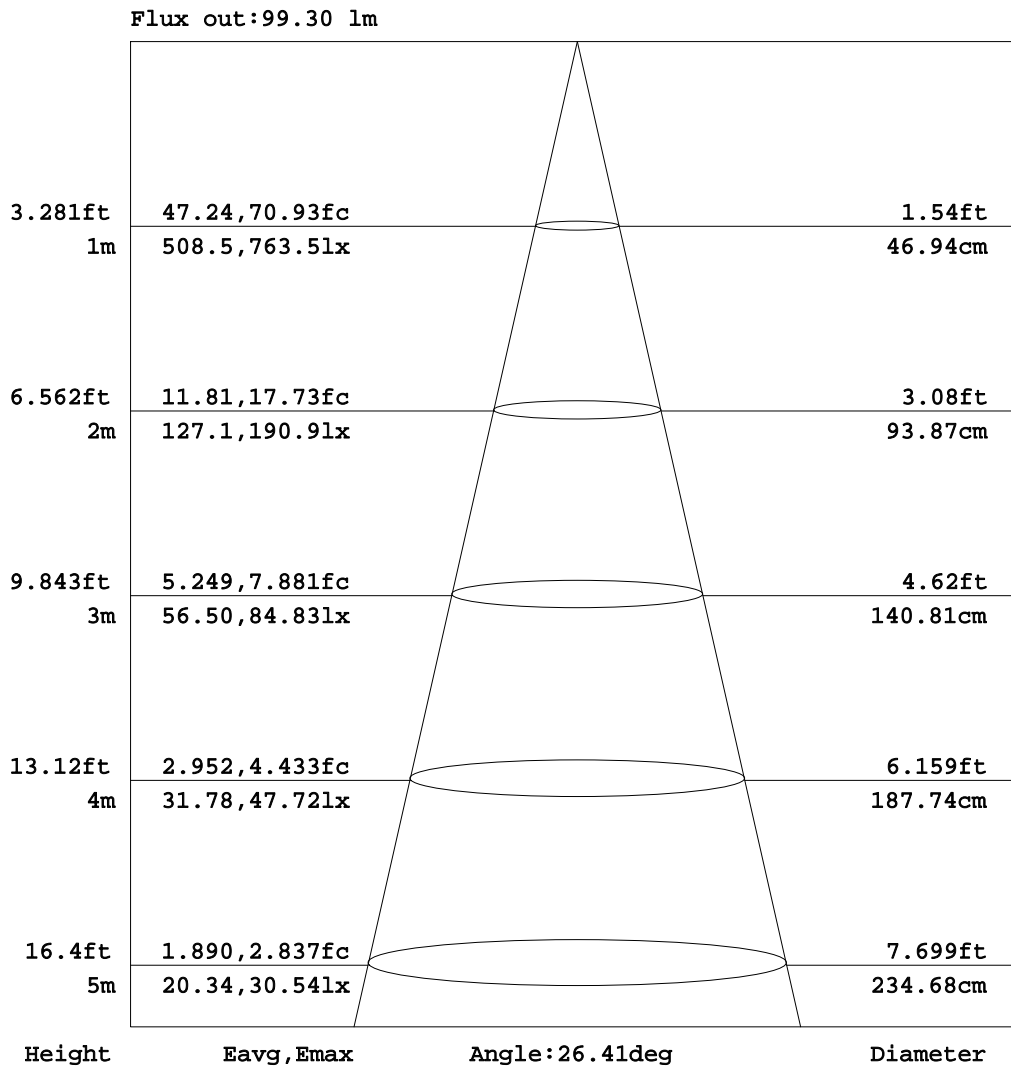 Flux out:99.30 lm
3.281ft 47.24,70.93fc 1.54ft
1m 508.5,763.5lx 46.94cm
6.562ft 11.81,17.73fc 3.08ft
2m 127.1,190.9lx 93.87cm
9.843ft 5.249,7.881fc 4.62ft
3m 56.50,84.83lx 140.81cm
13.12ft 2.952,4.433fc 6.159ft
4m 31.78,47.72lx 187.74cm
16.4ft 1.890,2.837fc 7.699ft
5m 20.34,30.54lx 234.68cm
Height Eavg,Emax Angle:26.41deg Diameter